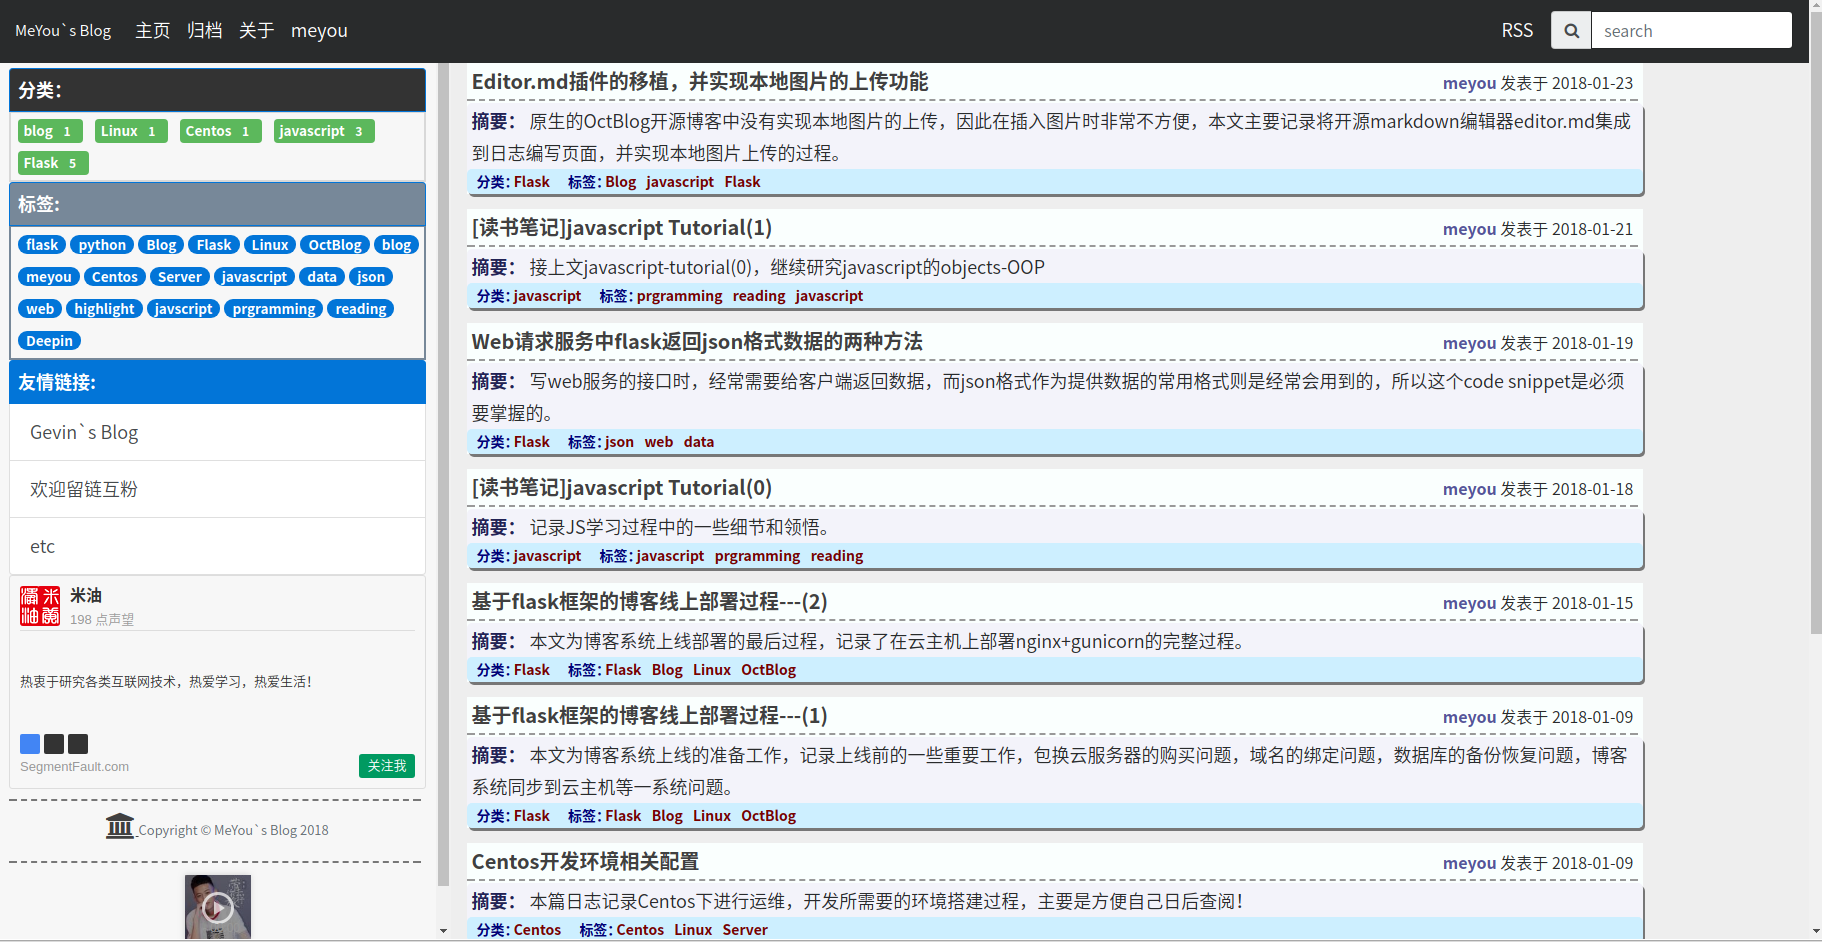 MeYou`s Blog 主页 归档 关于 meyou RSS search
分类：
blog 1 Linux 1 Centos 1 javascript 3
Flask 5
标签:
flask python Blog Flask Linux OctBlog blog
meyou Centos Server javascript data json
web highlight javscript prgramming reading
Deepin
友情链接:
Gevin`s Blog
欢迎留链互粉
etc
米油
198 点声望
热衷于研究各类互联网技术，热爱学习，热爱生活！
SegmentFault.com 关注我
Copyright © MeYou`s Blog 2018
Editor.md插件的移植，并实现本地图片的上传功能 meyou 发表于 2018-01-23
摘要： 原生的OctBlog开源博客中没有实现本地图片的上传，因此在插入图片时非常不方便，本文主要记录将开源markdown编辑器editor.md集成
到日志编写页面，并实现本地图片上传的过程。
分类：Flask 标签：Blog javascript Flask
[读书笔记]javascript Tutorial(1) meyou 发表于 2018-01-21
摘要： 接上文javascript-tutorial(0)，继续研究javascript的objects-OOP
分类：javascript 标签：prgramming reading javascript
Web请求服务中flask返回json格式数据的两种方法 meyou 发表于 2018-01-19
摘要： 写web服务的接口时，经常需要给客户端返回数据，而json格式作为提供数据的常用格式则是经常会用到的，所以这个code snippet是必须
要掌握的。
分类：Flask 标签：json web data
[读书笔记]javascript Tutorial(0) meyou 发表于 2018-01-18
摘要： 记录JS学习过程中的一些细节和领悟。
分类：javascript 标签：javascript prgramming reading
基于flask框架的博客线上部署过程---(2) meyou 发表于 2018-01-15
摘要： 本文为博客系统上线部署的最后过程，记录了在云主机上部署nginx+gunicorn的完整过程。
分类：Flask 标签：Flask Blog Linux OctBlog
基于flask框架的博客线上部署过程---(1) meyou 发表于 2018-01-09
摘要： 本文为博客系统上线的准备工作，记录上线前的一些重要工作，包换云服务器的购买问题，域名的绑定问题，数据库的备份恢复问题，博客
系统同步到云主机等一系统问题。
分类：Flask 标签：Flask Blog Linux OctBlog
Centos开发环境相关配置 meyou 发表于 2018-01-09
摘要： 本篇日志记录Centos下进行运维，开发所需要的环境搭建过程，主要是方便自己日后查阅！
分类：Centos 标签：Centos Linux Server